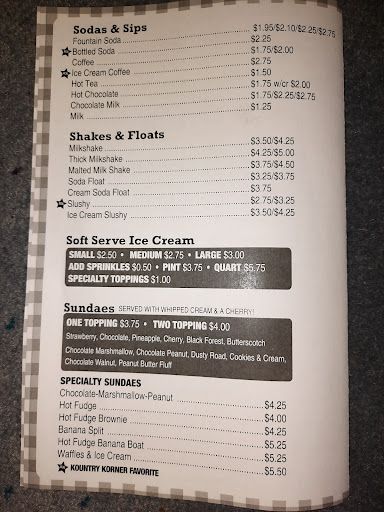 Sodas & Sips
Fountain Soda $1.95/$2.10/$2.25/$2.75
Bottled Soda $2.25
Coffee $1.75/$2.00
Ice Cream Coffee $2.75
Hot Tea $1.50
Hot Chocolate $1.75 w/cr $2.00
Chocolate Milk $1.75/$2.25/$2.75
Milk $1.25
Shakes & Floats
Milkshake $3.50/$4.25
Thick Milkshake $4.25/$5.00
Malted Milk Shake $3.75/$4.50
Soda Float $3.25/$3.75
Cream Soda Float $3.75
Slushy $2.75/$3.25
Ice Cream Slushy $3.50/$4.25
Soft Serve Ice Cream
SMALL $2.50 • MEDIUM $2.75 • LARGE $3.00
ADD SPRINKLES $0.50 • PINT $3.75 • QUART $5.75
SPECIALTY TOPPINGS $1.00
Sundaes SERVED WITH WHIPPED CREAM & A CHERRY!
ONE TOPPING $3.75 • TWO TOPPING $4.00
Strawberry, Chocolate, Pineapple, Cherry, Black Forest, Butterscotch
Chocolate Marshmallow, Chocolate Peanut, Dusty Road, Cookies & Cream,
Chocolate Walnut, Peanut Butter Fluff
SPECIALTY SUNDAES
Chocolate-Marshmallow-Peanut $4.25
Hot Fudge $4.00
Hot Fudge Brownie $4.25
Banana Split $5.25
Hot Fudge Banana Boat $5.25
Waffles & Ice Cream $5.50
KOUNTRY KORNER FAVORITE